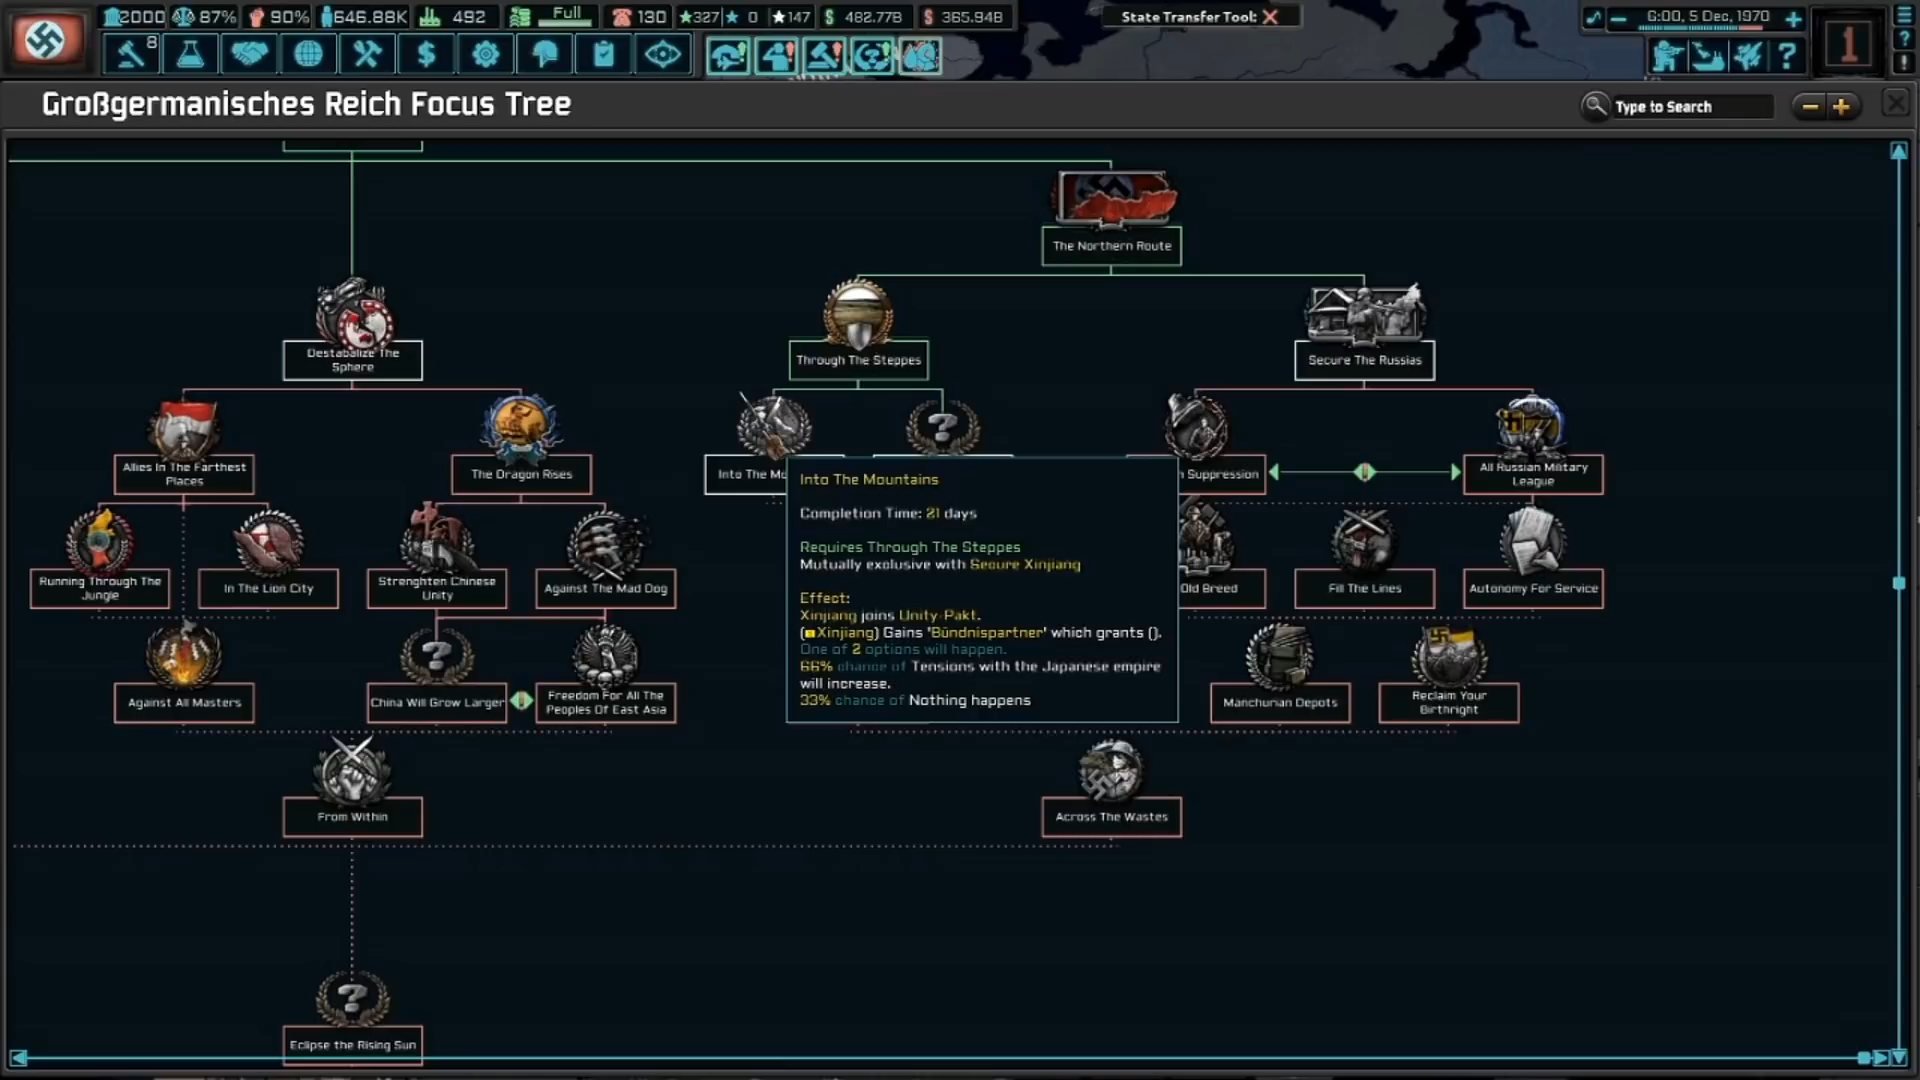 2000 87% 90% 646.88K 492 Full 130 327 0 147 $ 482.77B $ 365.94B
State Transfer Tool:
6:00, 5 Dec, 1970
8
1
Großgermanisches Reich Focus Tree
Type to Search
The Northern Route
Destabalize The
Sphere
Through The Steppes
Secure The Russias
Allies In The Farthest
Places
The Dragon Rises
Into The Mo
Suppression
All Russian Military
League
Into The Mountains
Completion Time: 21 days
Requires Through The Steppes
Mutually exclusive with Secure Xinjiang
Effect:
Xinjiang joins Unity-Pakt.
(Xinjiang) Gains 'Bündnispartner' which grants ().
One of 2 options will happen.
66% chance of Tensions with the Japanese empire
will increase.
33% chance of Nothing happens
Running Through The
Jungle
In The Lion City
Strenghten Chinese
Unity
Against The Mad Dog
Old Breed
Fill The Lines
Autonomy For Service
Against All Masters
China Will Grow Larger
Freedom For All The
Peoples Of East Asia
Manchurian Depots
Reclaim Your
Birthright
From Within
Across The Wastes
Eclipse the Rising Sun